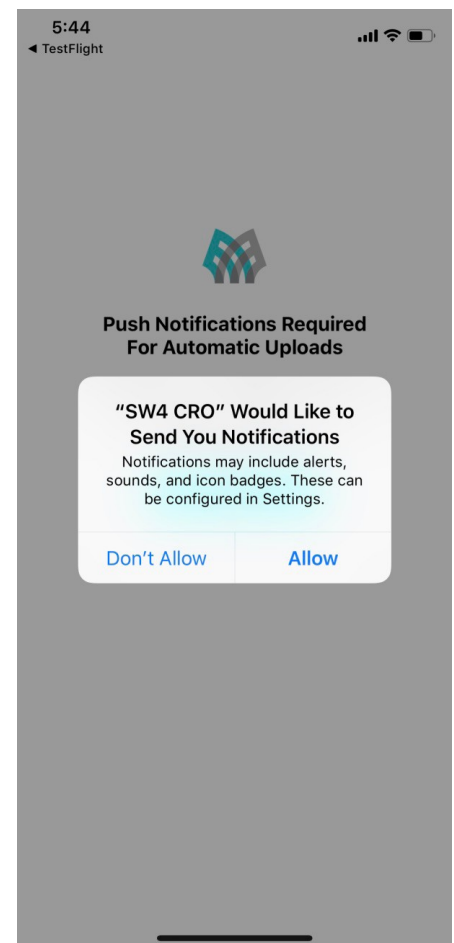 5:44
◀ TestFlight
Push Notifications Required
For Automatic Uploads
“SW4 CRO” Would Like to
Send You Notifications
Notifications may include alerts,
sounds, and icon badges. These can
be configured in Settings.
Don’t Allow
Allow